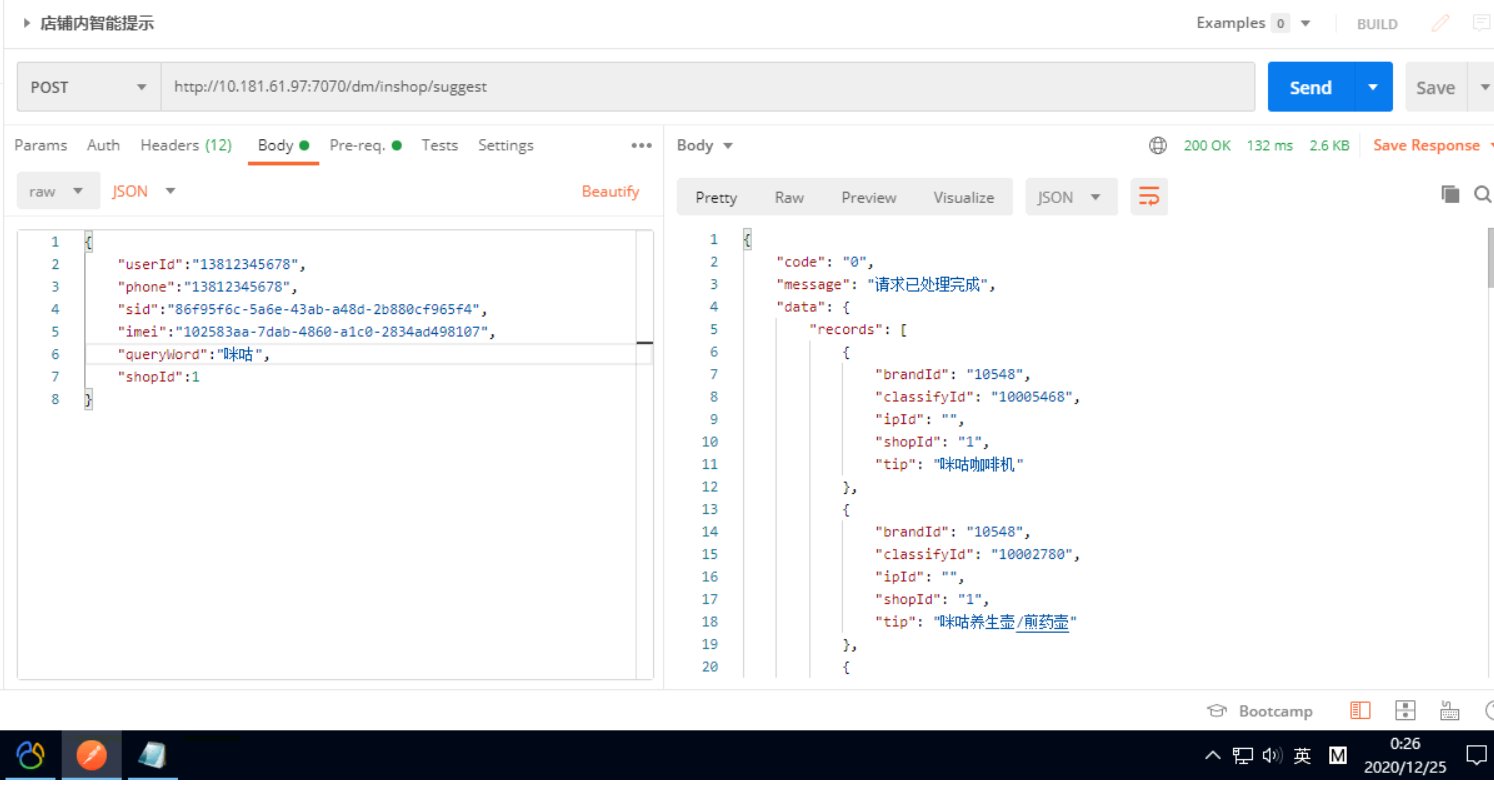 店铺内智能提示
Examples 0
BUILD
POST
http://10.181.61.97:7070/dm/inshop/suggest
Send
Save
Params Auth Headers (12) Body Pre-req. Tests Settings
raw JSON Beautify
1 {
2 "userId":"13812345678",
3 "phone":"13812345678",
4 "sid":"86f95f6c-5a6e-43ab-a48d-2b880cf965f4",
5 "imei":"102583aa-7dab-4860-a1c0-2834ad498107",
6 "queryWord":"咪咕",
7 "shopId":1
8 }
Body 200 OK 132 ms 2.6 KB Save Response
Pretty Raw Preview Visualize JSON
1 {
2 "code": "0",
3 "message": "请求已处理完成",
4 "data": {
5 "records": [
6 {
7 "brandId": "10548",
8 "classifyId": "10005468",
9 "ipId": "",
10 "shopId": "1",
11 "tip": "咪咕咖啡机"
12 },
13 {
14 "brandId": "10548",
15 "classifyId": "10002780",
16 "ipId": "",
17 "shopId": "1",
18 "tip": "咪咕养生壶/煎药壶"
19 },
20 {
Bootcamp
英 M
0:26
2020/12/25